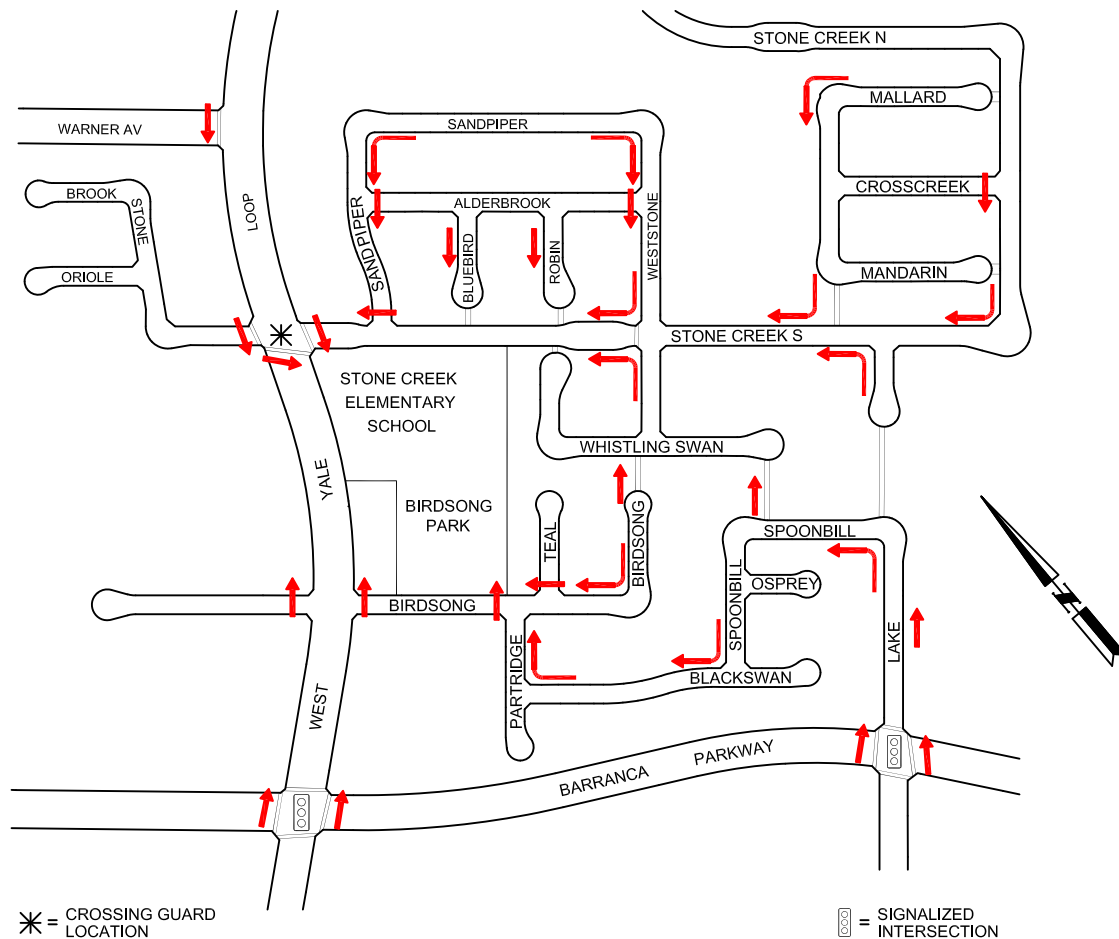 STONE CREEK N
MALLARD
WARNER AV
SANDPIPER
CROSSCREEK
BROOK
STONE
ALDERBROOK
LOOP
SANDPIPER
BLUEBIRD
ROBIN
WESTSTONE
ORIOLE
MANDARIN
STONE CREEK S
STONE CREEK
ELEMENTARY
SCHOOL
WHISTLING SWAN
YALE
BIRDSONG
PARK
TEAL
BIRDSONG
SPOONBILL
OSPREY
SPOONBILL
N
BIRDSONG
PARTRIDGE
LAKE
BLACKSWAN
WEST
BARRANCA PARKWAY
= CROSSING GUARD
LOCATION
= SIGNALIZED
INTERSECTION